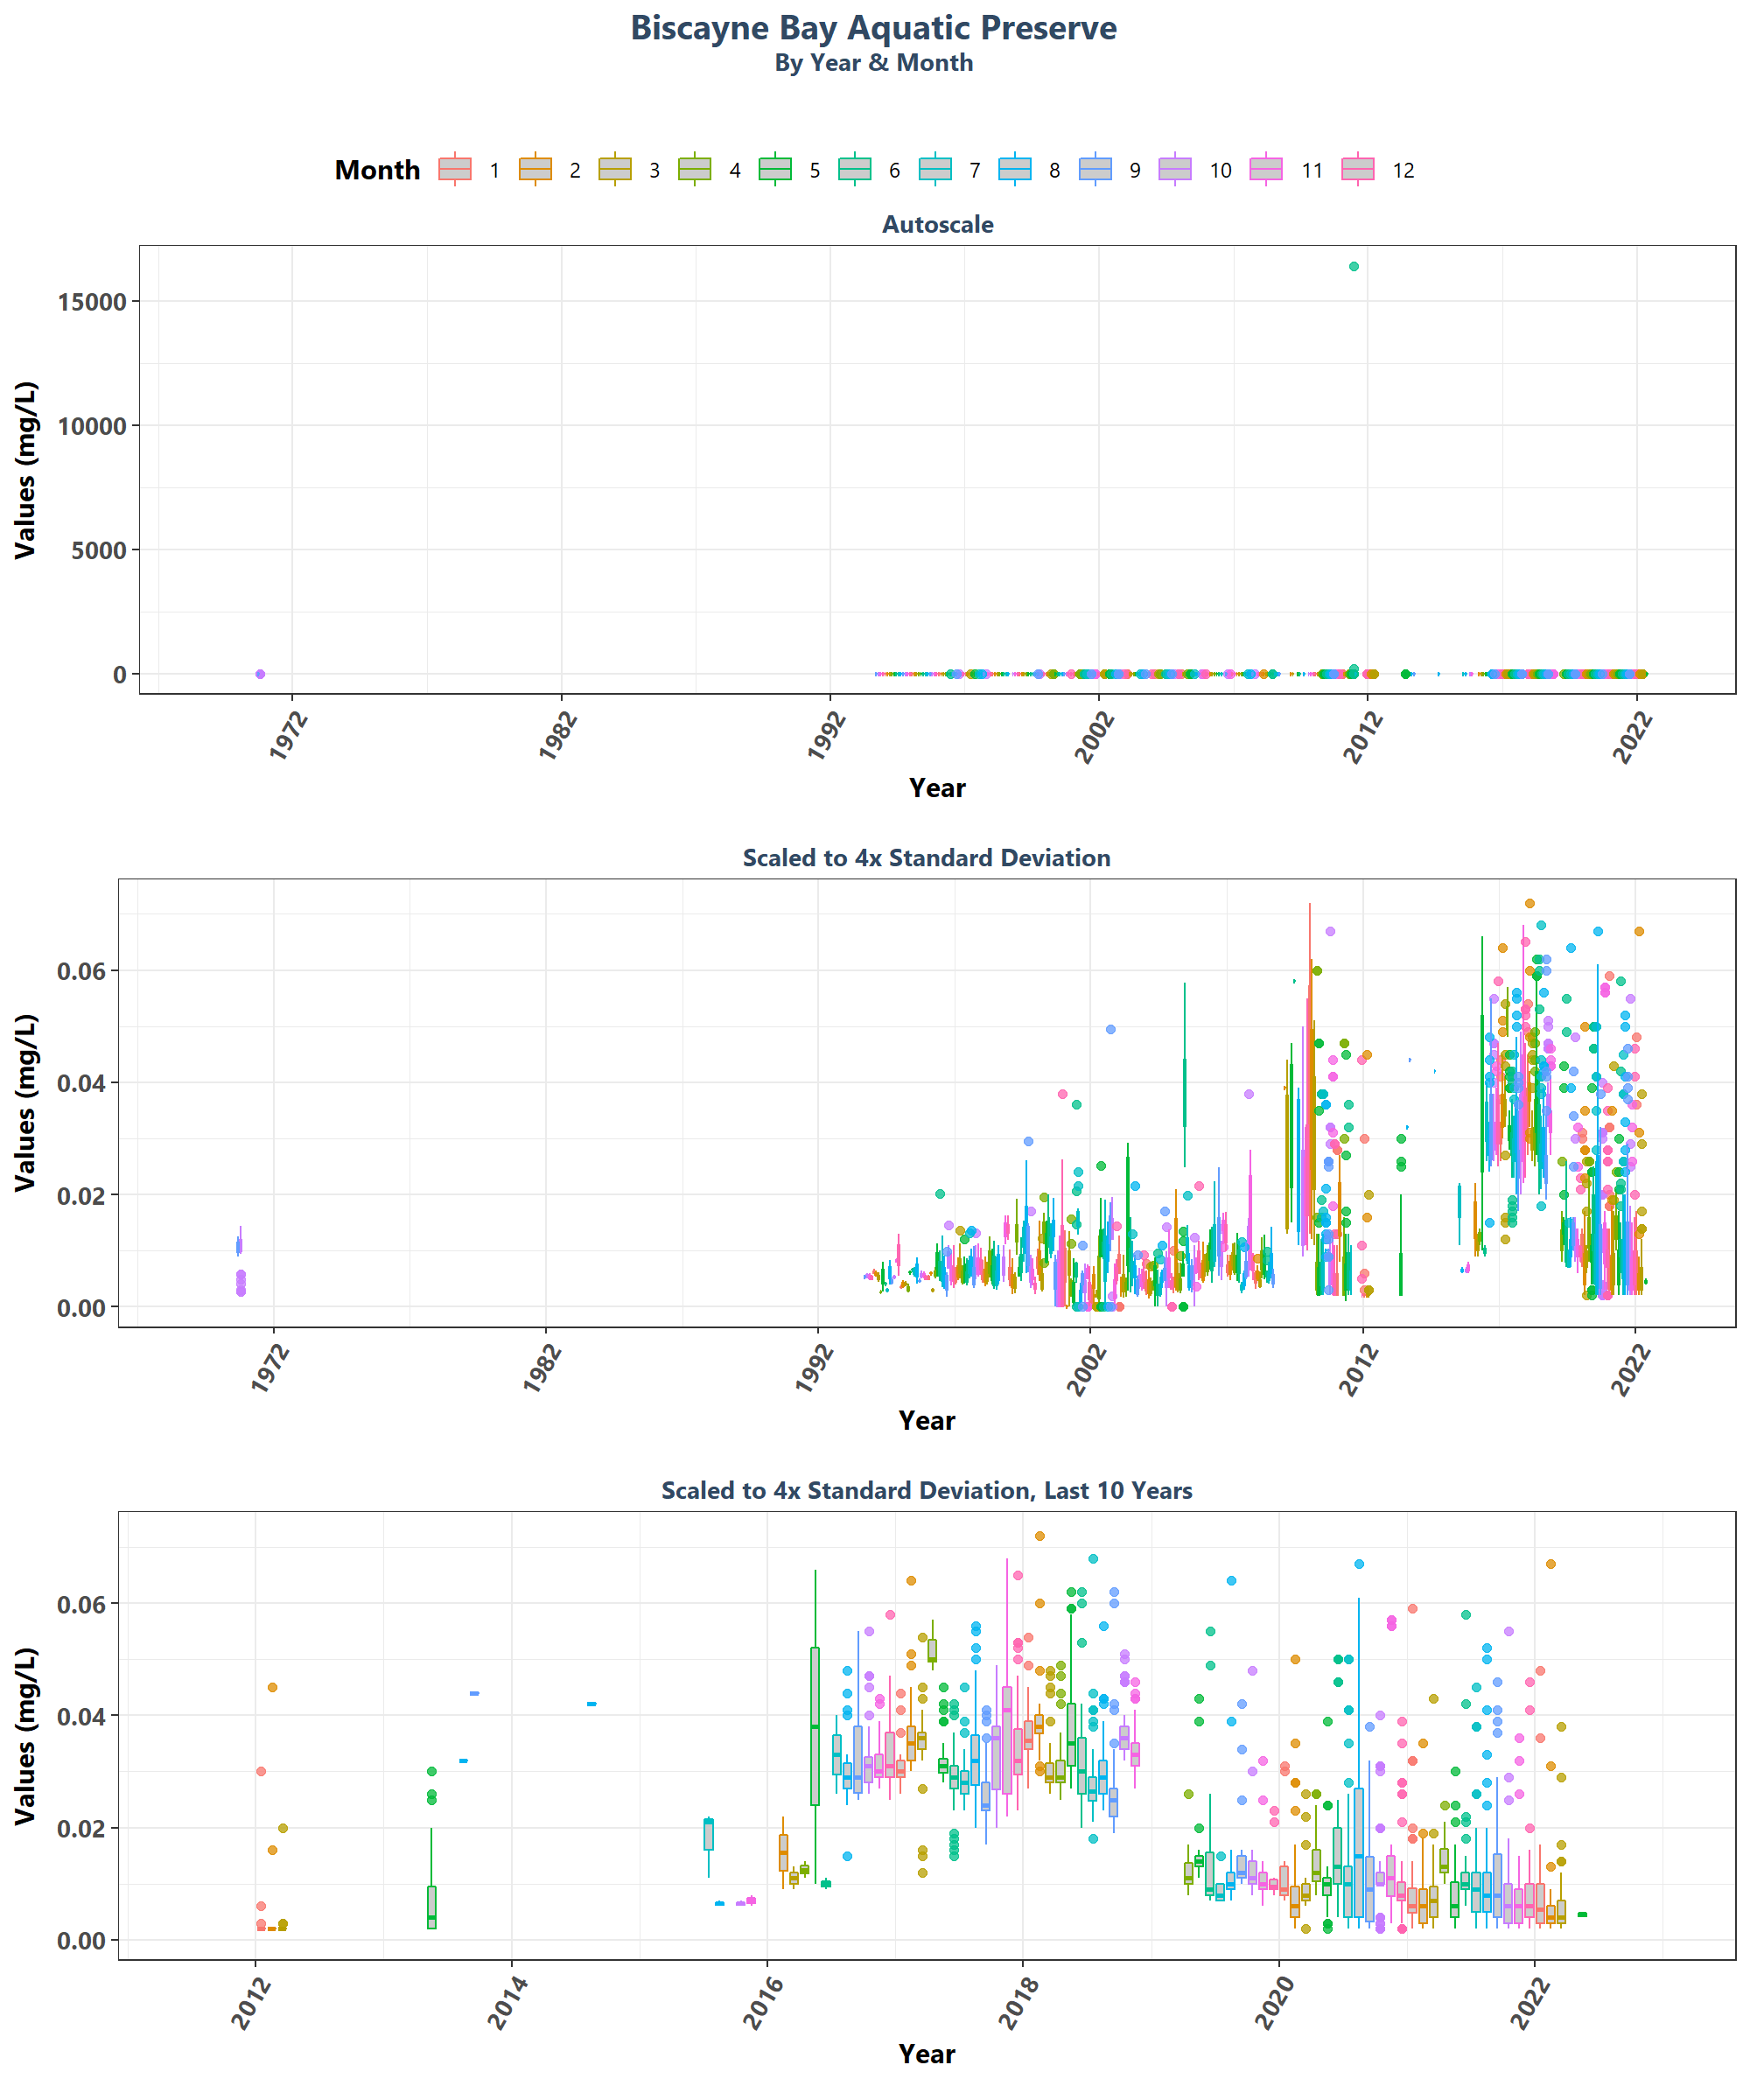 Biscayne Bay Aquatic Preserve
By Year & Month
Month 1 2 3 4 5 6 7 8 9 10 11 12
Autoscale
Values (mg/L)
15000
10000
5000
0
1972 1982 1992 2002 2012 2022
Year
Scaled to 4x Standard Deviation
Values (mg/L)
0.06
0.04
0.02
0.00
1972 1982 1992 2002 2012 2022
Year
Scaled to 4x Standard Deviation, Last 10 Years
Values (mg/L)
0.06
0.04
0.02
0.00
2012 2014 2016 2018 2020 2022
Year